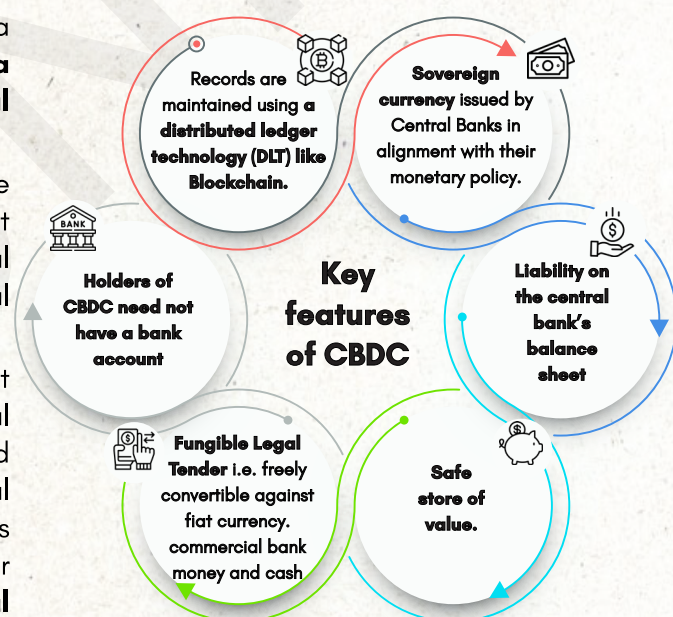 a
a
l
e
t
l
l
t
l
d
l
s
r
l
Records are
maintained using a
distributed ledger
technology (DLT) like
Blockchain.
Sovereign
currency issued by
Central Banks in
alignment with their
monetary policy.
BANK
Holders of
CBDC need not
have a bank
account
Key
features
of CBDC
Liability on
the central
bank's
balance
sheet
Fungible Legal
Tender i.e. freely
convertible against
fiat currency.
commercial bank
money and cash
Safe
store of
value.